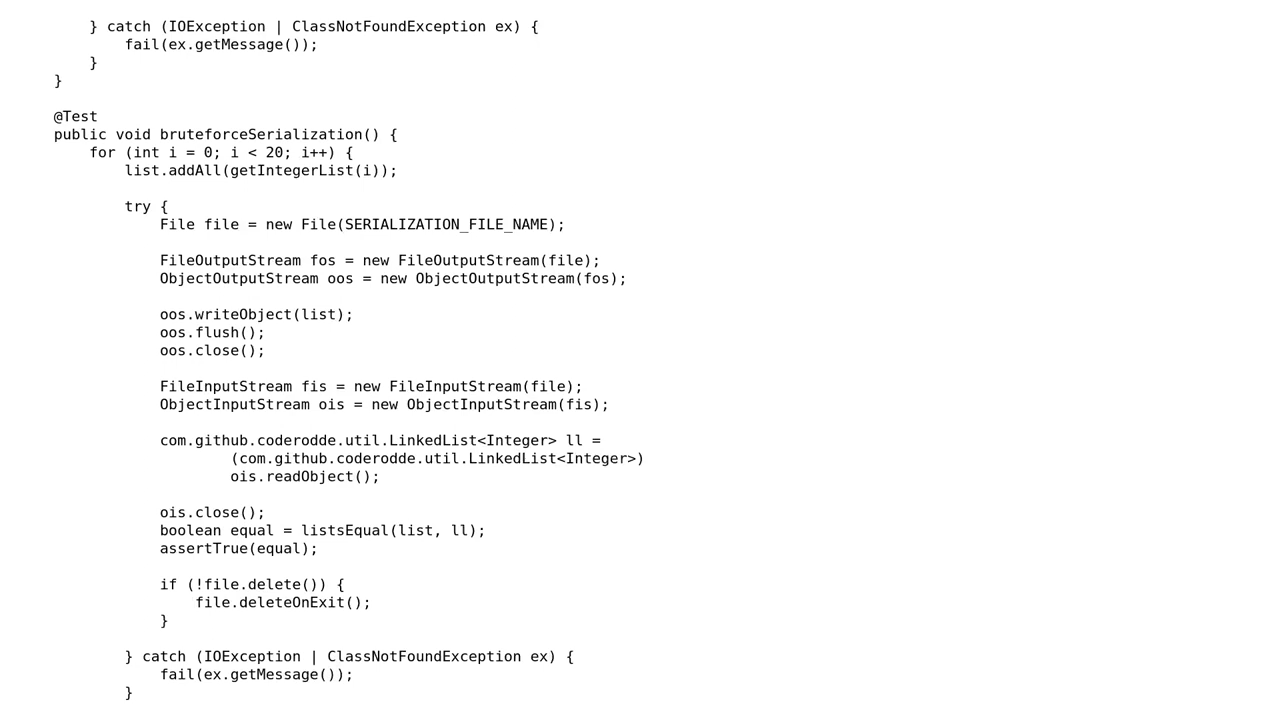 } catch (IOException | ClassNotFoundException ex) {
        fail(ex.getMessage());
    }
}

@Test
public void bruteforceSerialization() {
    for (int i = 0; i < 20; i++) {
        list.addAll(getIntegerList(i));

        try {
            File file = new File(SERIALIZATION_FILE_NAME);

            FileOutputStream fos = new FileOutputStream(file);
            ObjectOutputStream oos = new ObjectOutputStream(fos);

            oos.writeObject(list);
            oos.flush();
            oos.close();

            FileInputStream fis = new FileInputStream(file);
            ObjectInputStream ois = new ObjectInputStream(fis);

            com.github.coderodde.util.LinkedList<Integer> ll =
                    (com.github.coderodde.util.LinkedList<Integer>)
                    ois.readObject();

            ois.close();
            boolean equal = listsEqual(list, ll);
            assertTrue(equal);

            if (!file.delete()) {
                file.deleteOnExit();
            }

        } catch (IOException | ClassNotFoundException ex) {
            fail(ex.getMessage());
        }